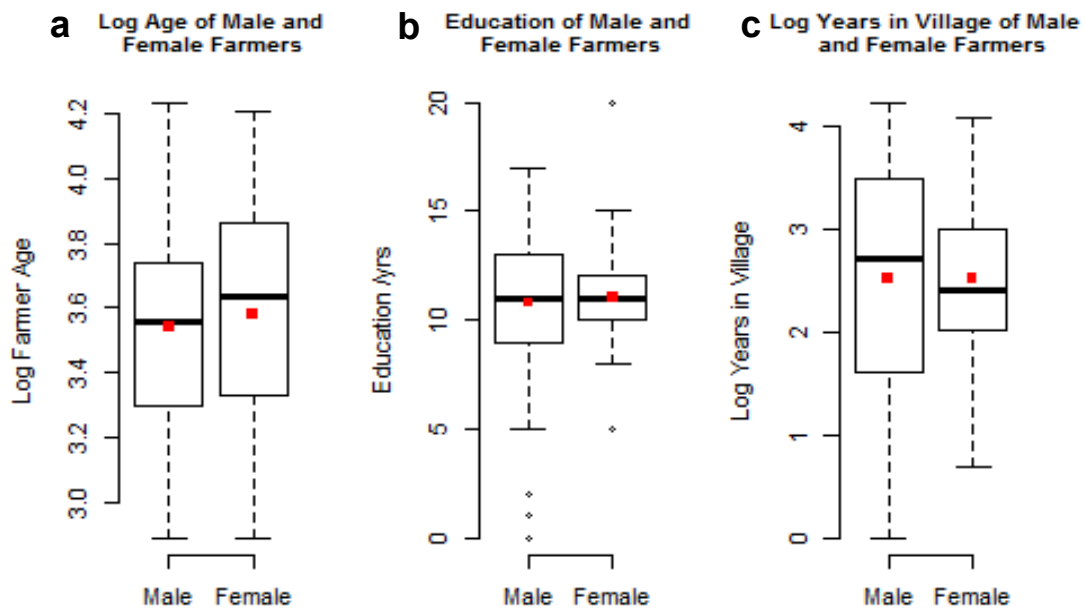 a
Log Age of Male and
Female Farmers
Log Farmer Age
4.2
4.0
3.8
3.6
3.4
3.2
3.0
Male Female
b
Education of Male and
Female Farmers
Education /yrs
20
15
10
5
0
Male Female
c
Log Years in Village of Male
and Female Farmers
Log Years in Village
4
3
2
1
0
Male Female